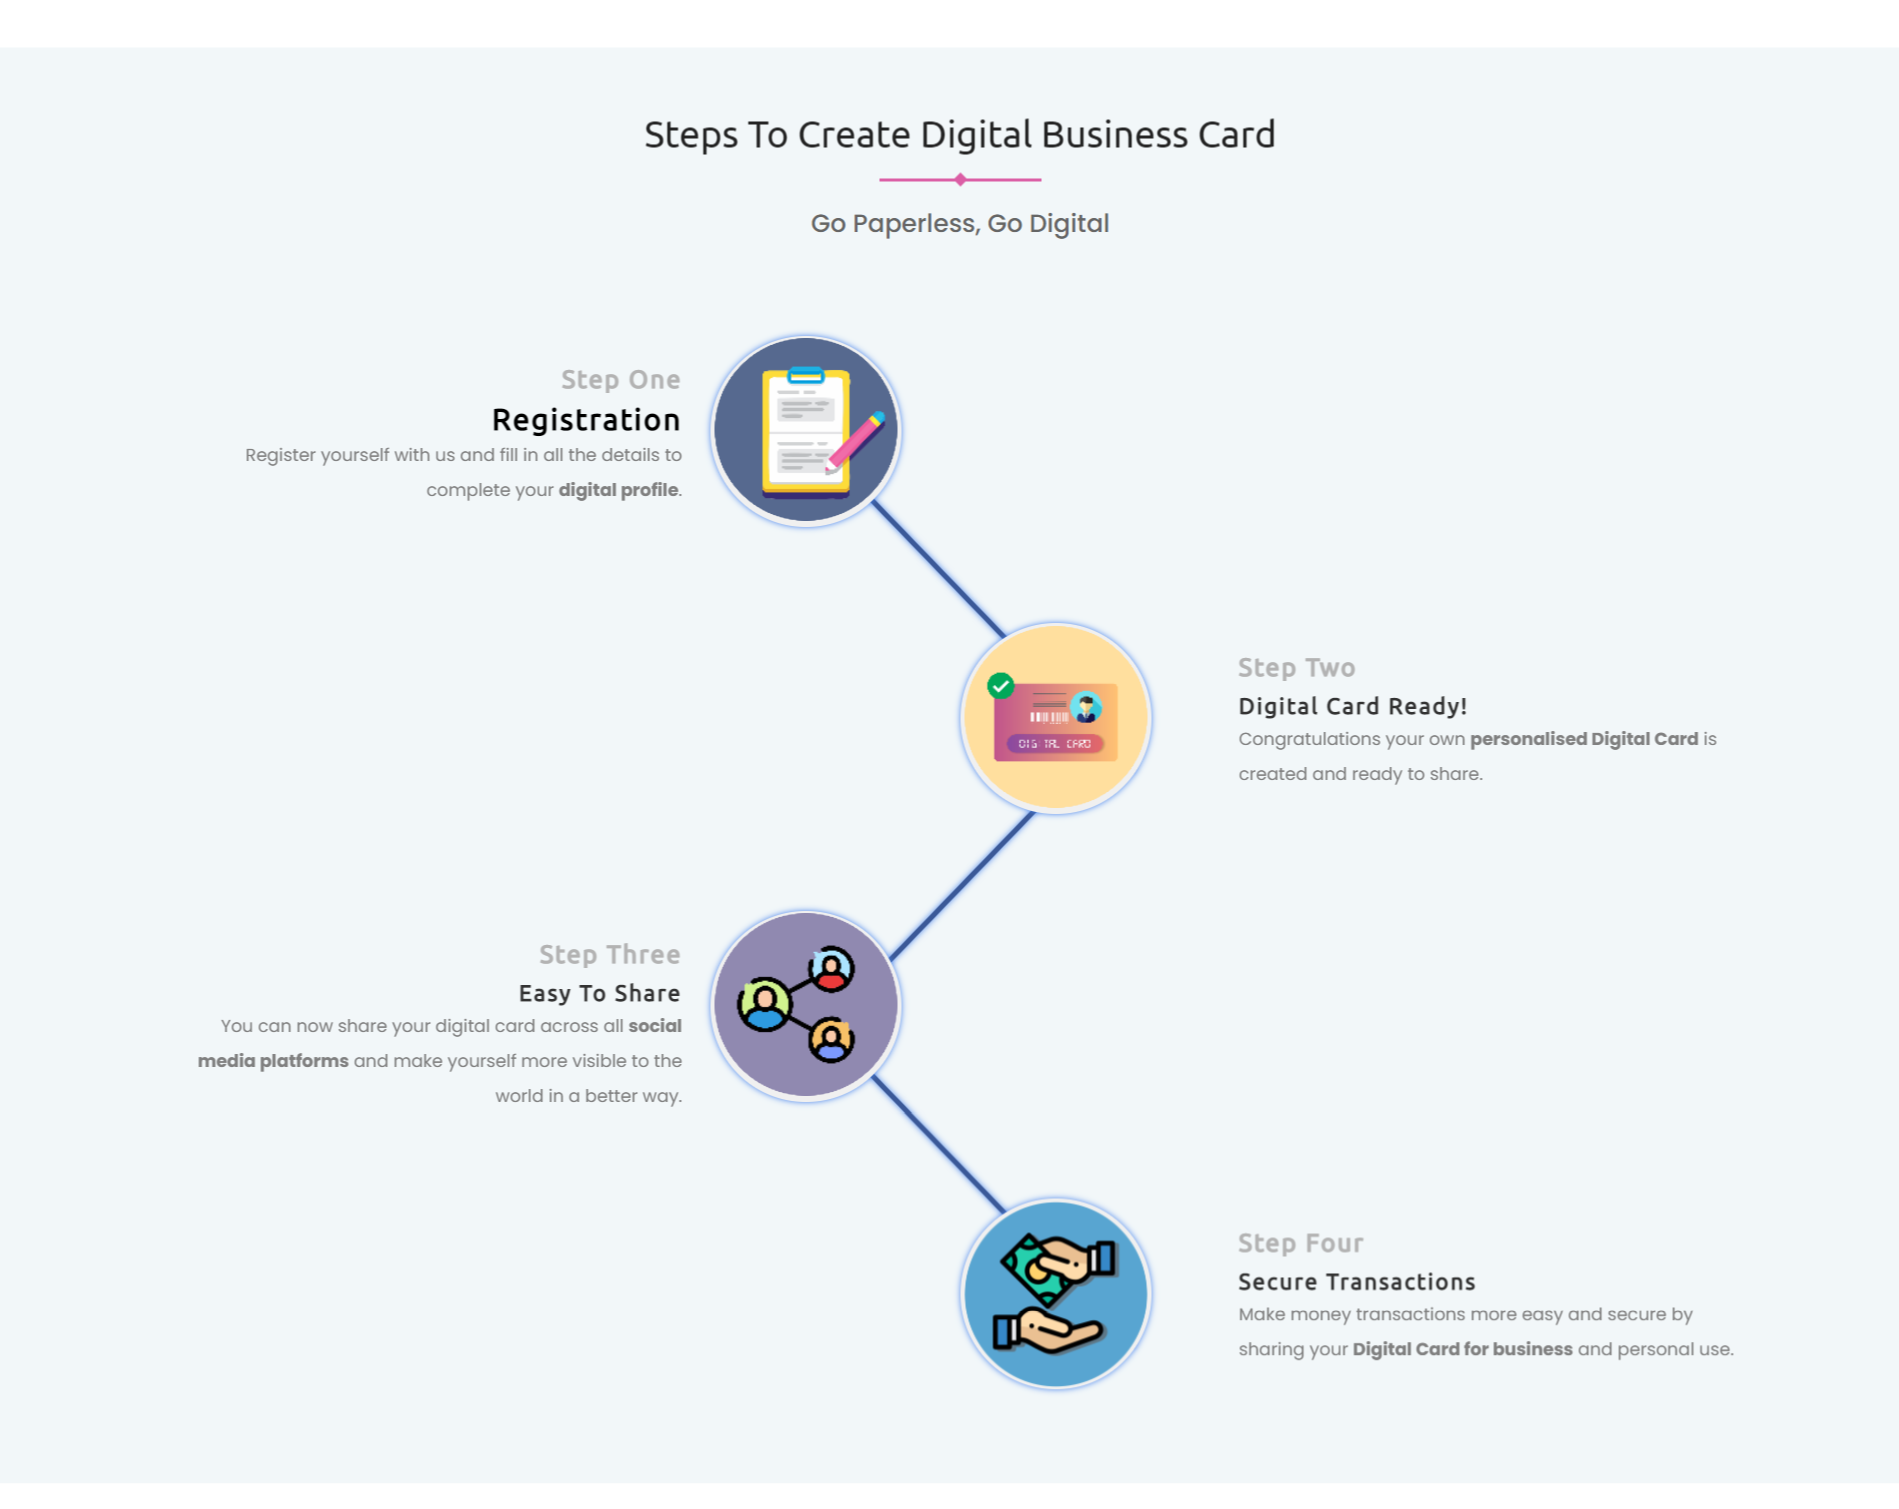 Steps To Create Digital Business Card
Go Paperless, Go Digital
Step One
Registration
Register yourself with us and fill in all the details to
complete your digital profile.
Step Two
Digital Card Ready!
Congratulations your own personalised Digital Card is
created and ready to share.
DIGITAL CARD
Step Three
Easy To Share
You can now share your digital card across all social
media platforms and make yourself more visible to the
world in a better way.
Step Four
Secure Transactions
Make money transactions more easy and secure by
sharing your Digital Card for business and personal use.